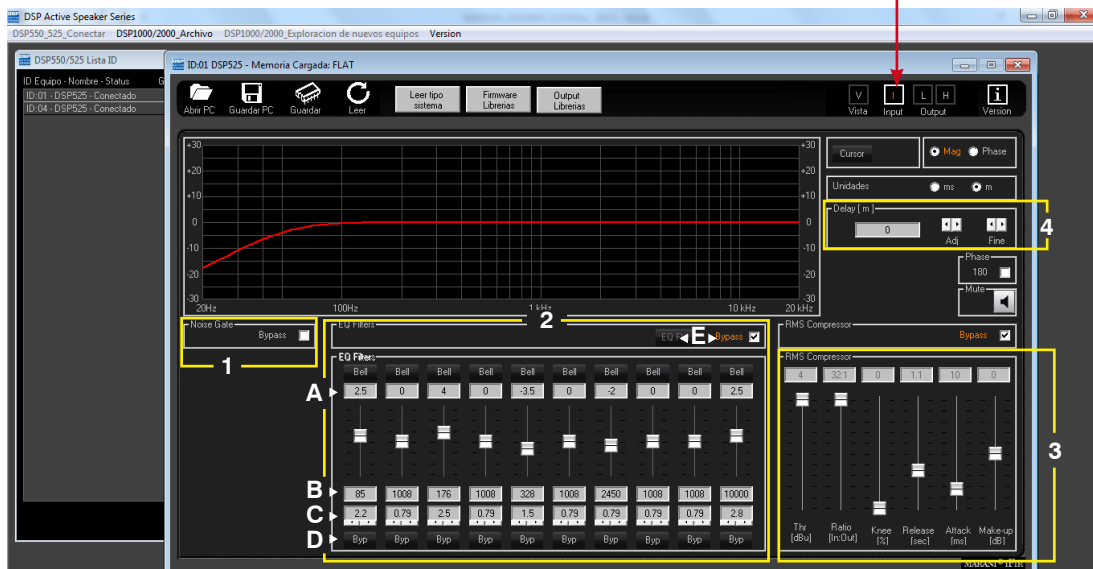 DSP Active Speaker Series
DSP550_525_Conectar DSP1000/2000_Archivo DSP1000/2000_Exploracion de nuevos equipos Version
DSP550/525 Lista ID
ID Equipo - Nombre - Status G
ID:01 - DSP525 - Conectado
ID:04 - DSP525 - Conectado
ID:01 DSP525 - Memoria Cargada: FLAT
Abrir PC Guardar PC Guardar Leer
Leer tipo sistema
Firmware Librerias
Output Librerias
V I L H i
Vista Input Output Version
+30 +20 +10 0 -10 -20 -30
+30 +20 +10 0 -10 -20 -30
20Hz 100Hz 1 kHz 10 kHz 20 kHz
Cursor Mag Phase
Unidades ms m
Delay [ m ]
0 Adj Fine
4
Phase
180
Mute
Noise Gate
Bypass
1
2
EQ Filters
E Bypass
RMS Compressor
Bypass
EQ Filters
Bell Bell Bell Bell Bell Bell Bell Bell Bell Bell
A 2.5 0 4 0 -3.5 0 -2 0 0 2.5
B 85 1008 176 1008 328 1008 2450 1008 1008 10000
C 2.2 0.79 2.5 0.79 1.5 0.79 0.79 0.79 0.79 2.8
D Byp Byp Byp Byp Byp Byp Byp Byp Byp Byp
RMS Compressor
4 32:1 0 1.1 10 0
3
Thr [dBu] Ratio [In:Out] Knee [%] Release [sec] Attack [ms] Make-up [dB]
MARANI © iFIR